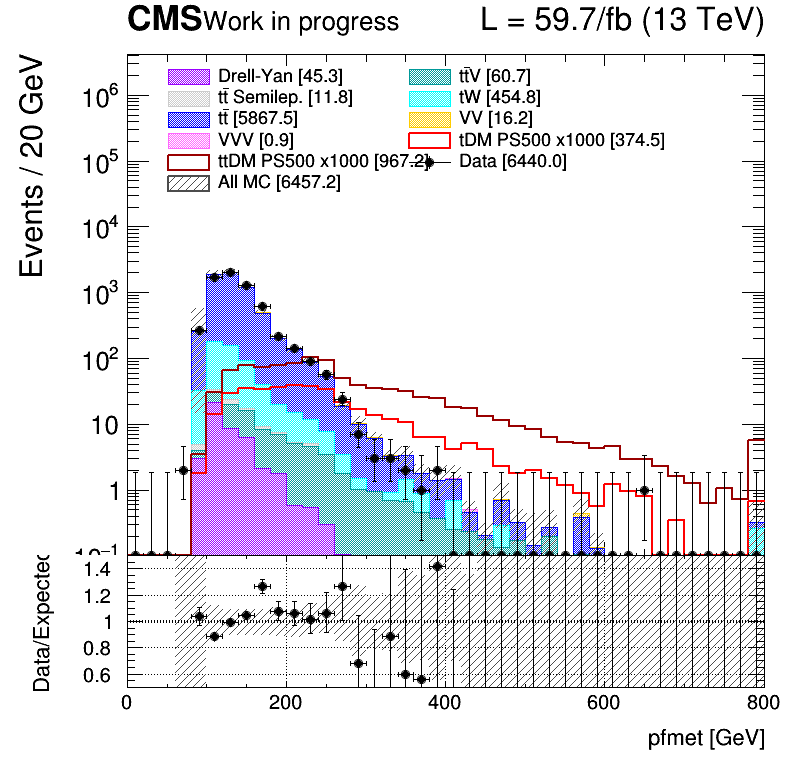 CMS Work in progress L = 59.7/fb (13 TeV)
Events / 20 GeV
Drell-Yan [45.3] tt̄V [60.7]
tt̄ Semilep. [11.8] tW [454.8]
tt̄ [5867.5] VV [16.2]
VVV [0.9] tDM PS500 x1000 [374.5]
ttDM PS500 x1000 [967.2] Data [6440.0]
All MC [6457.2]
10⁶
10⁵
10⁴
10³
10²
10
1
10⁻¹
Data/Expected
1.4
1.2
1
0.8
0.6
0 200 400 600 800
pfmet [GeV]